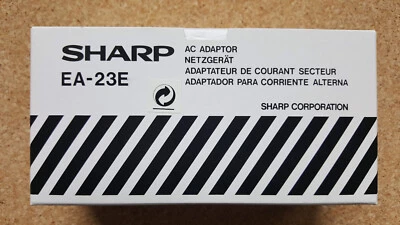 SHARP
EA-23E
AC ADAPTOR
NETZGERÄT
ADAPTATEUR DE COURANT SECTEUR
ADAPTADOR PARA CORRIENTE ALTERNA
SHARP CORPORATION